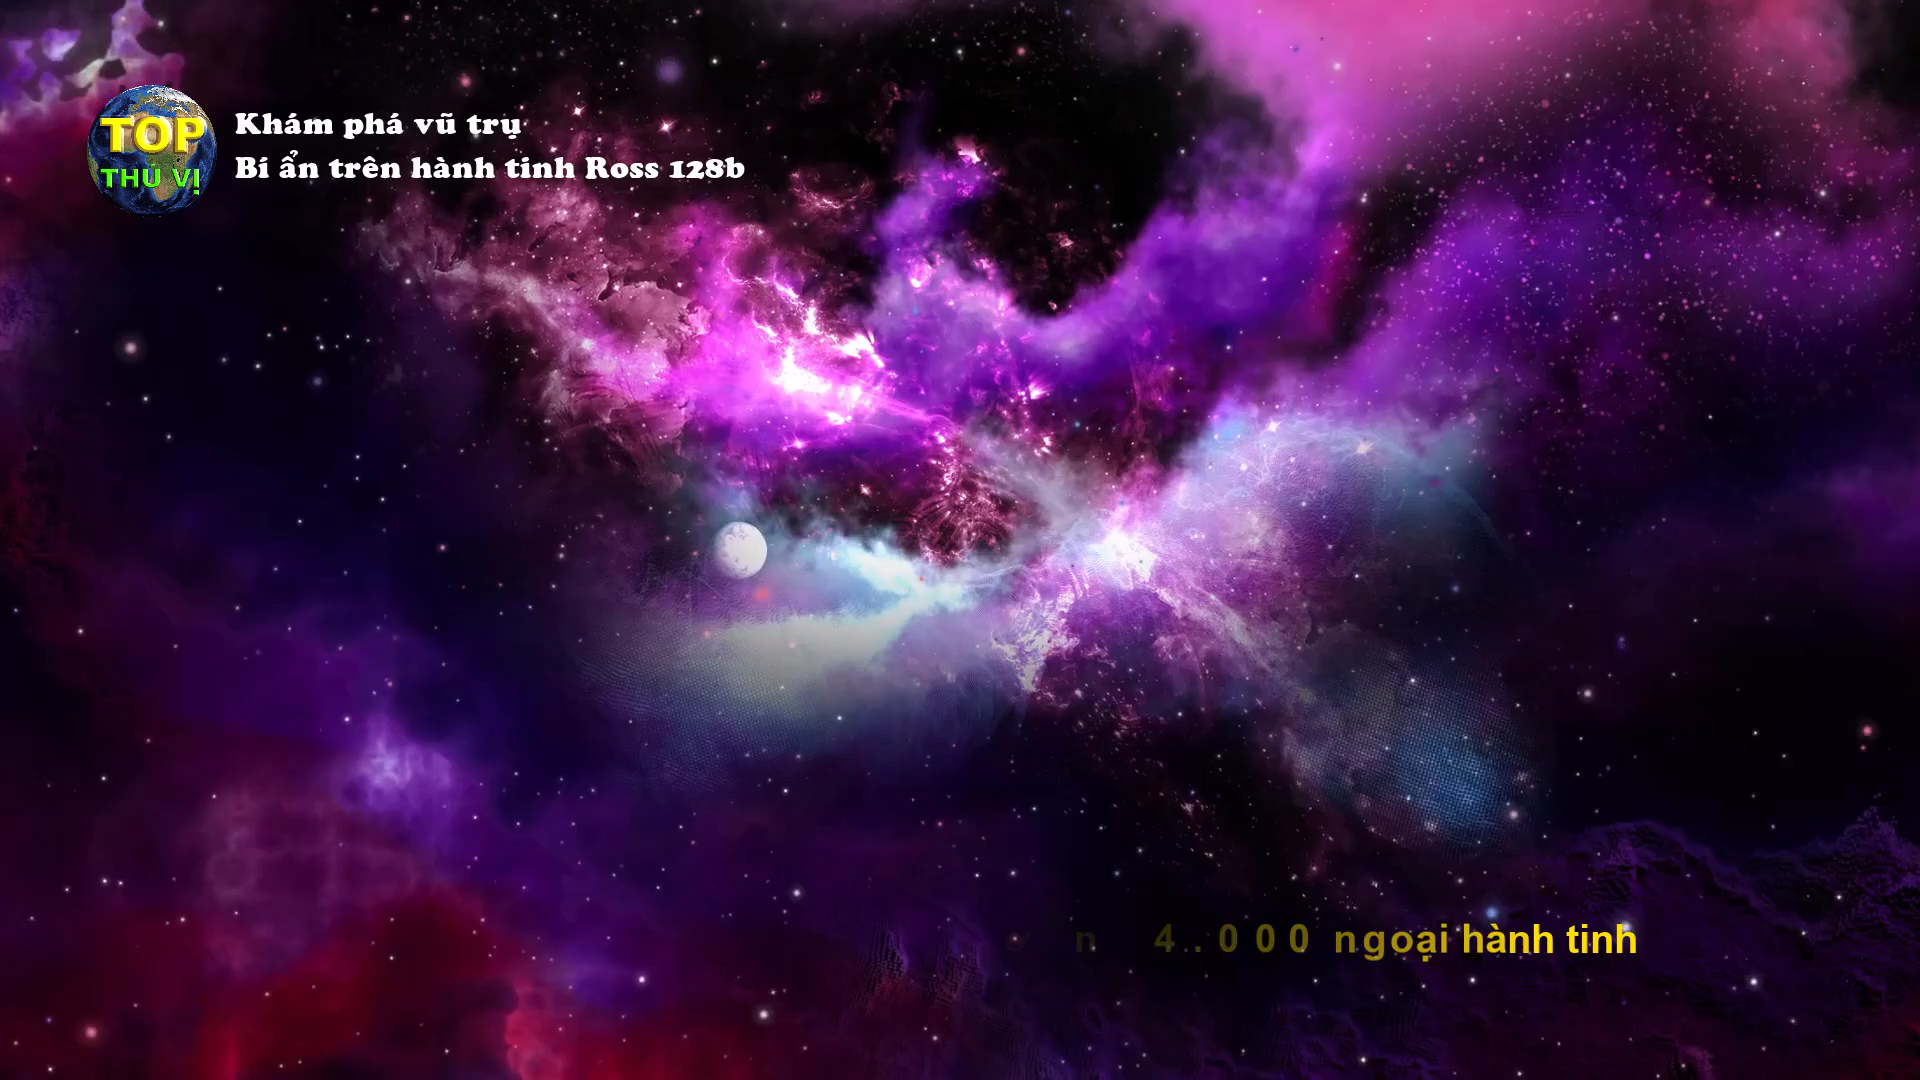 TOP
THÚ VỊ
Khám phá vũ trụ
Bí ẩn trên hành tinh Ross 128b
4.000 ngoại hành tinh